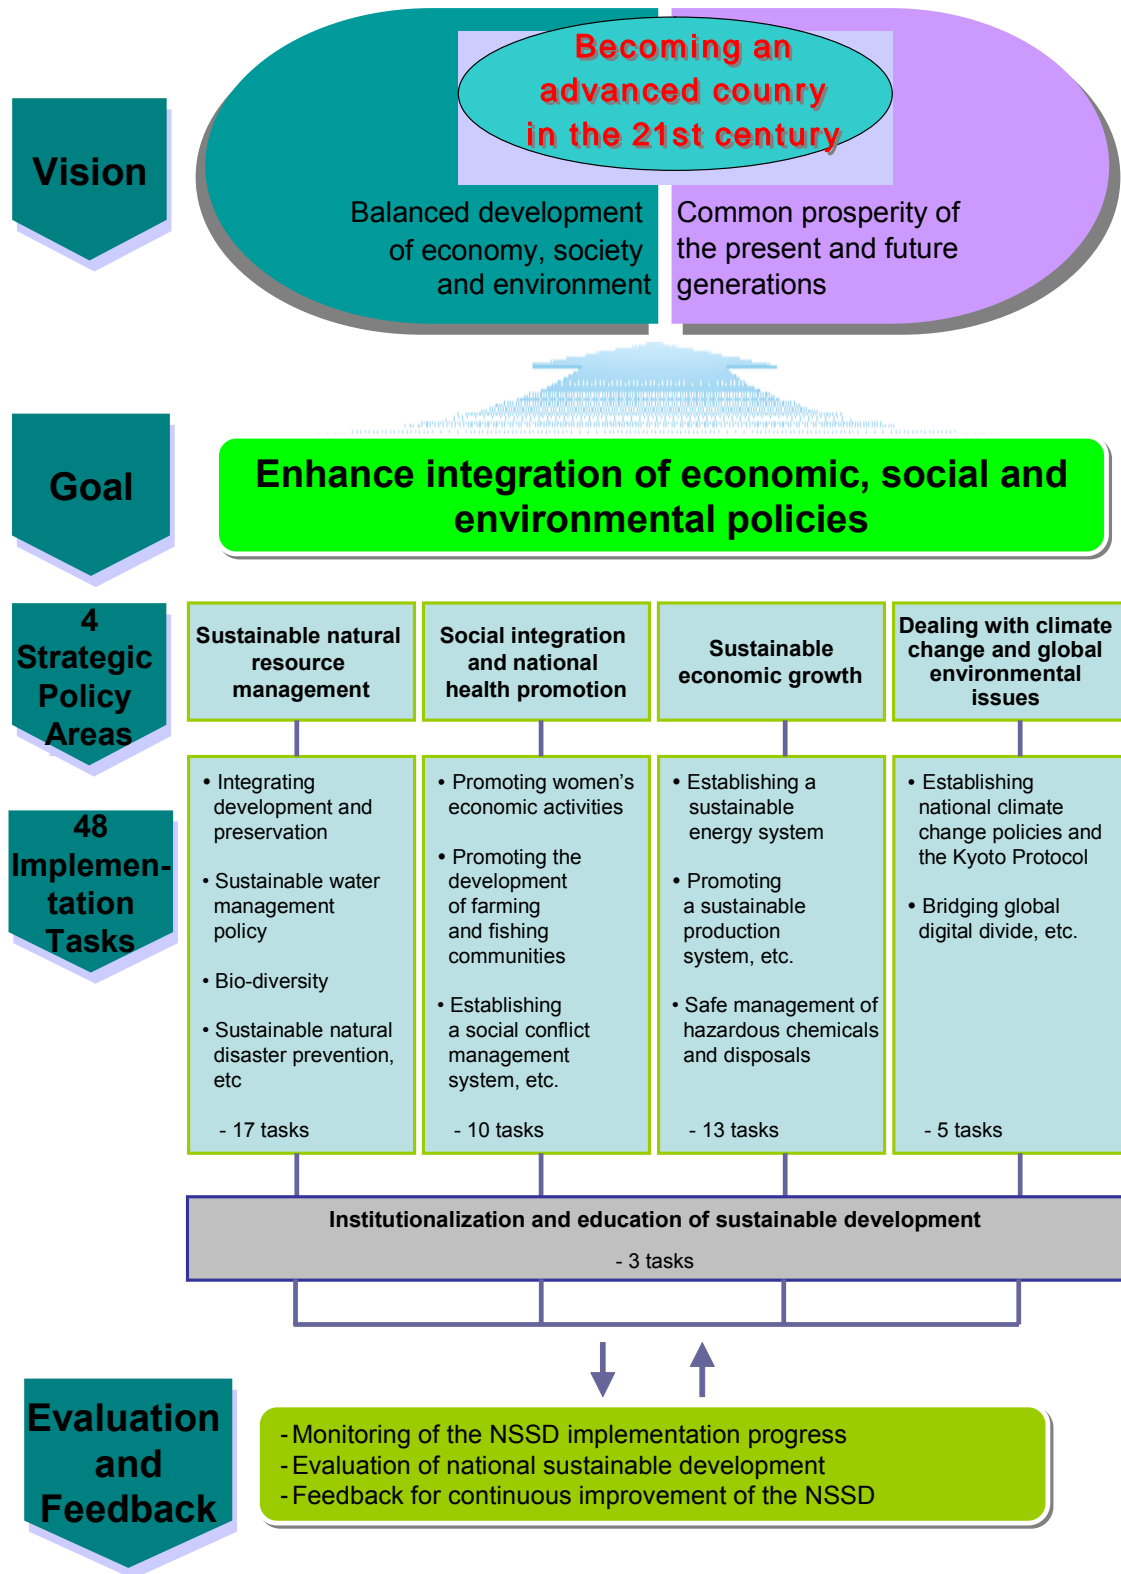 Becoming an
advanced counry
in the 21st century
Vision
Balanced development
of economy, society
and environment
Common prosperity of
the present and future
generations
Goal
Enhance integration of economic, social and
environmental policies
4
Strategic
Policy
Areas
Sustainable natural
resource
management
Social integration
and national
health promotion
Sustainable
economic growth
Dealing with climate
change and global
environmental
issues
48
Implemen-
tation
Tasks
• Integrating
development and
preservation
• Sustainable water
management
policy
• Bio-diversity
• Sustainable natural
disaster prevention,
etc
- 17 tasks
• Promoting women’s
economic activities
• Promoting the
development
of farming
and fishing
communities
• Establishing
a social conflict
management
system, etc.
- 10 tasks
• Establishing a
sustainable
energy system
• Promoting
a sustainable
production
system, etc.
• Safe management of
hazardous chemicals
and disposals
- 13 tasks
• Establishing
national climate
change policies and
the Kyoto Protocol
• Bridging global
digital divide, etc.
- 5 tasks
Institutionalization and education of sustainable development
- 3 tasks
Evaluation
and
Feedback
- Monitoring of the NSSD implementation progress
- Evaluation of national sustainable development
- Feedback for continuous improvement of the NSSD